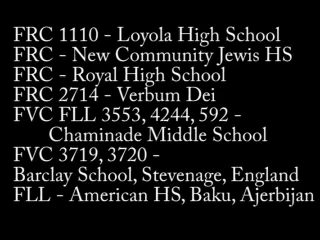 FRC 1110 - Loyola High School
FRC - New Community Jewis HS
FRC - Royal High School
FRC 2714 - Verbum Dei
FVC FLL 3553, 4244, 592 -
Chaminade Middle School
FVC 3719, 3720 -
Barclay School, Stevenage, England
FLL - American HS, Baku, Ajerbijan